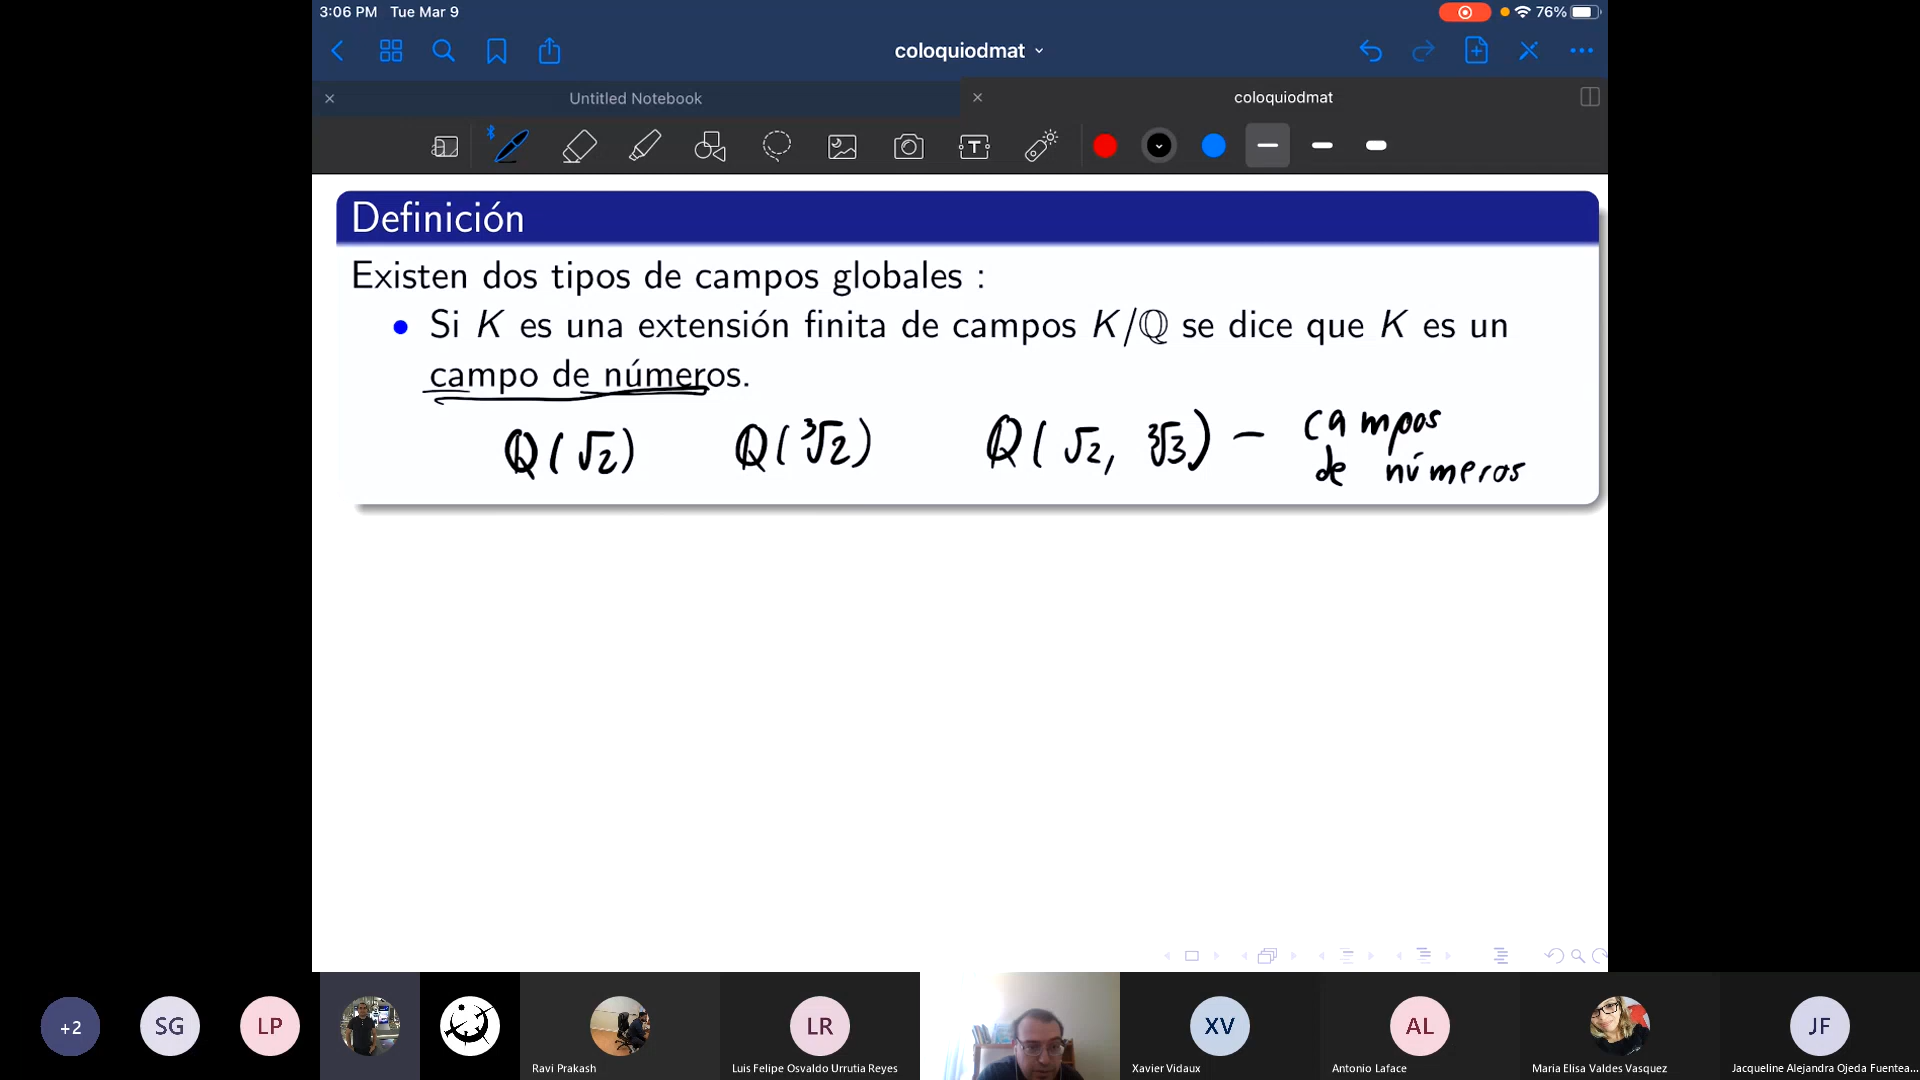 3:06 PM Tue Mar 9
76%
coloquiodmat
Untitled Notebook
coloquiodmat
T
Definición
Existen dos tipos de campos globales :
Si K es una extensión finita de campos K/ℚ se dice que K es un
campo de números.
ℚ(√2) ℚ(∛2) ℚ(√2, ∛3) — campos
de números
+2
SG
LP
LR
XV
AL
JF
Ravi Prakash
Luis Felipe Osvaldo Urrutia Reyes
Xavier Vidaux
Antonio Laface
Maria Elisa Valdes Vasquez
Jacqueline Alejandra Ojeda Fuentea...